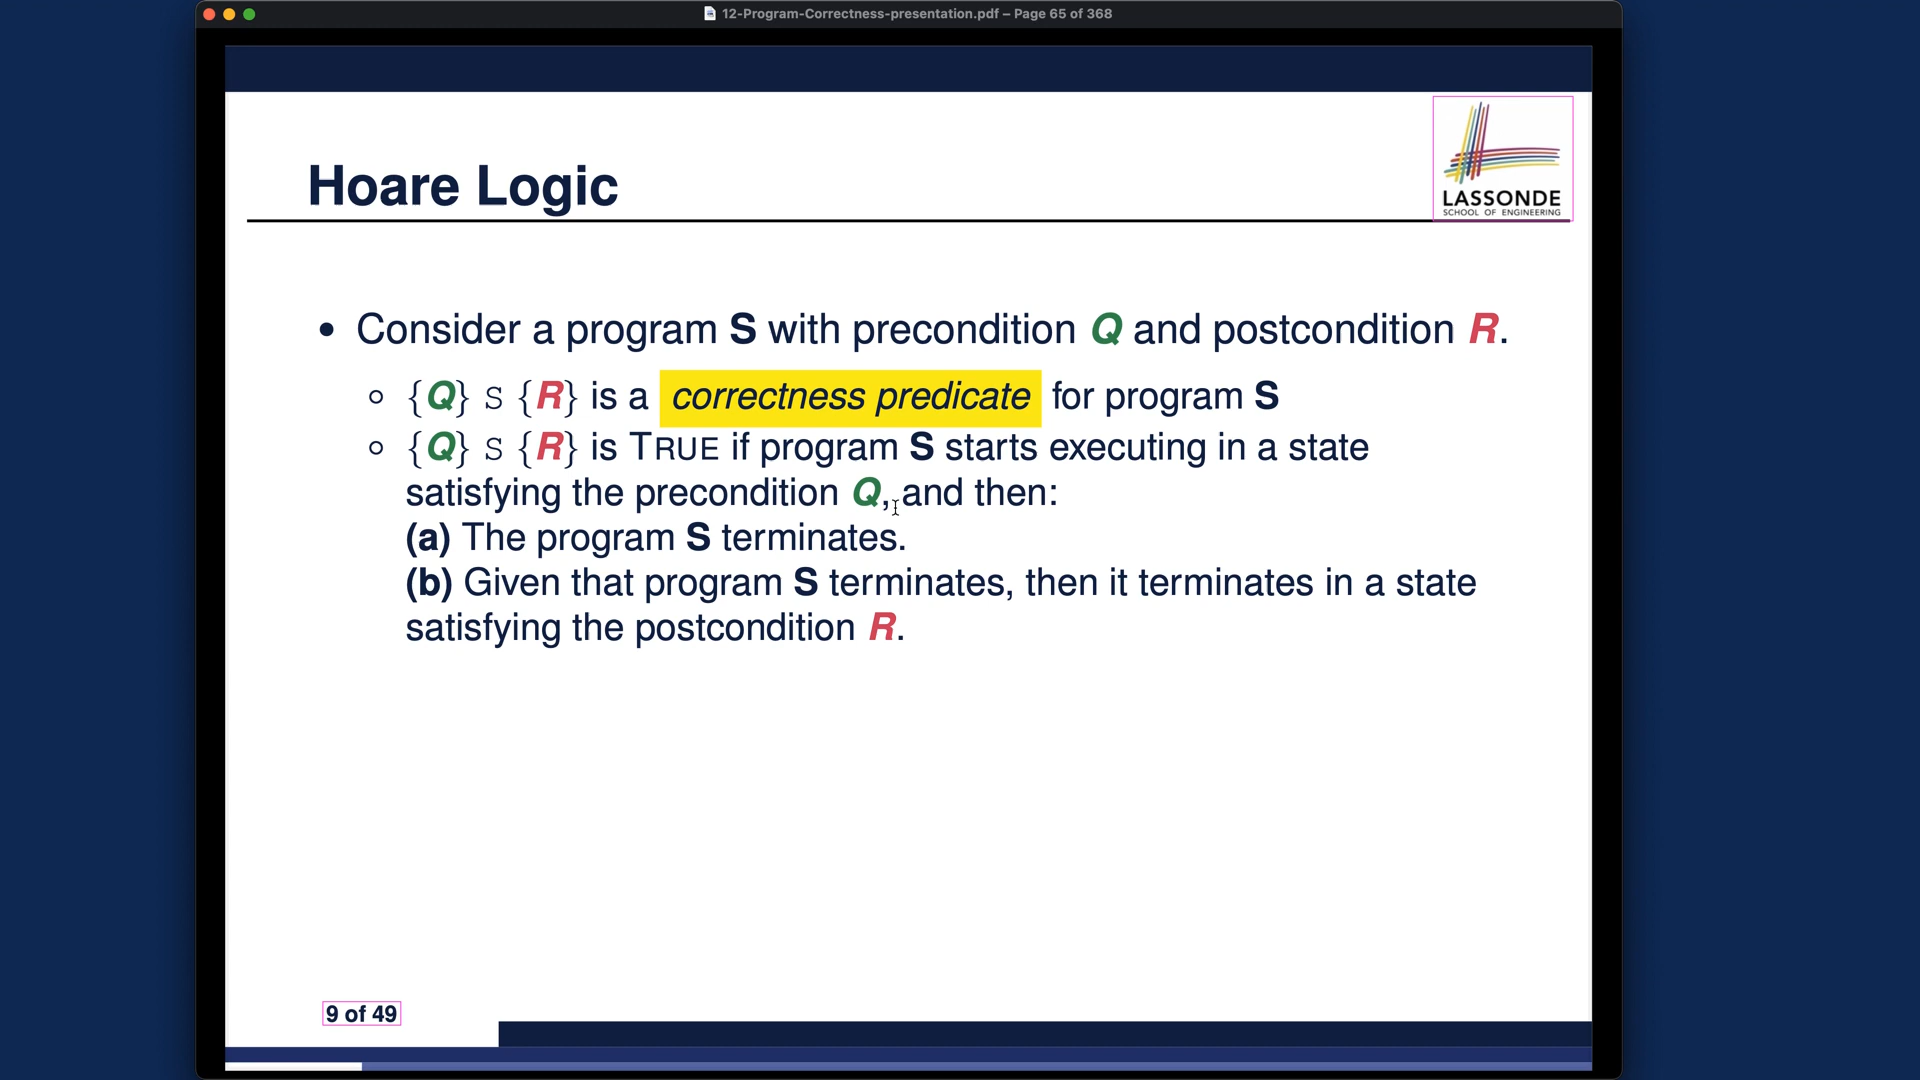 12-Program-Correctness-presentation.pdf – Page 65 of 368
LASSONDE
SCHOOL OF ENGINEERING
Hoare Logic
• Consider a program S with precondition Q and postcondition R.
○ {Q} S {R} is a correctness predicate for program S
○ {Q} S {R} is TRUE if program S starts executing in a state
satisfying the precondition Q, and then:
(a) The program S terminates.
(b) Given that program S terminates, then it terminates in a state
satisfying the postcondition R.
9 of 49